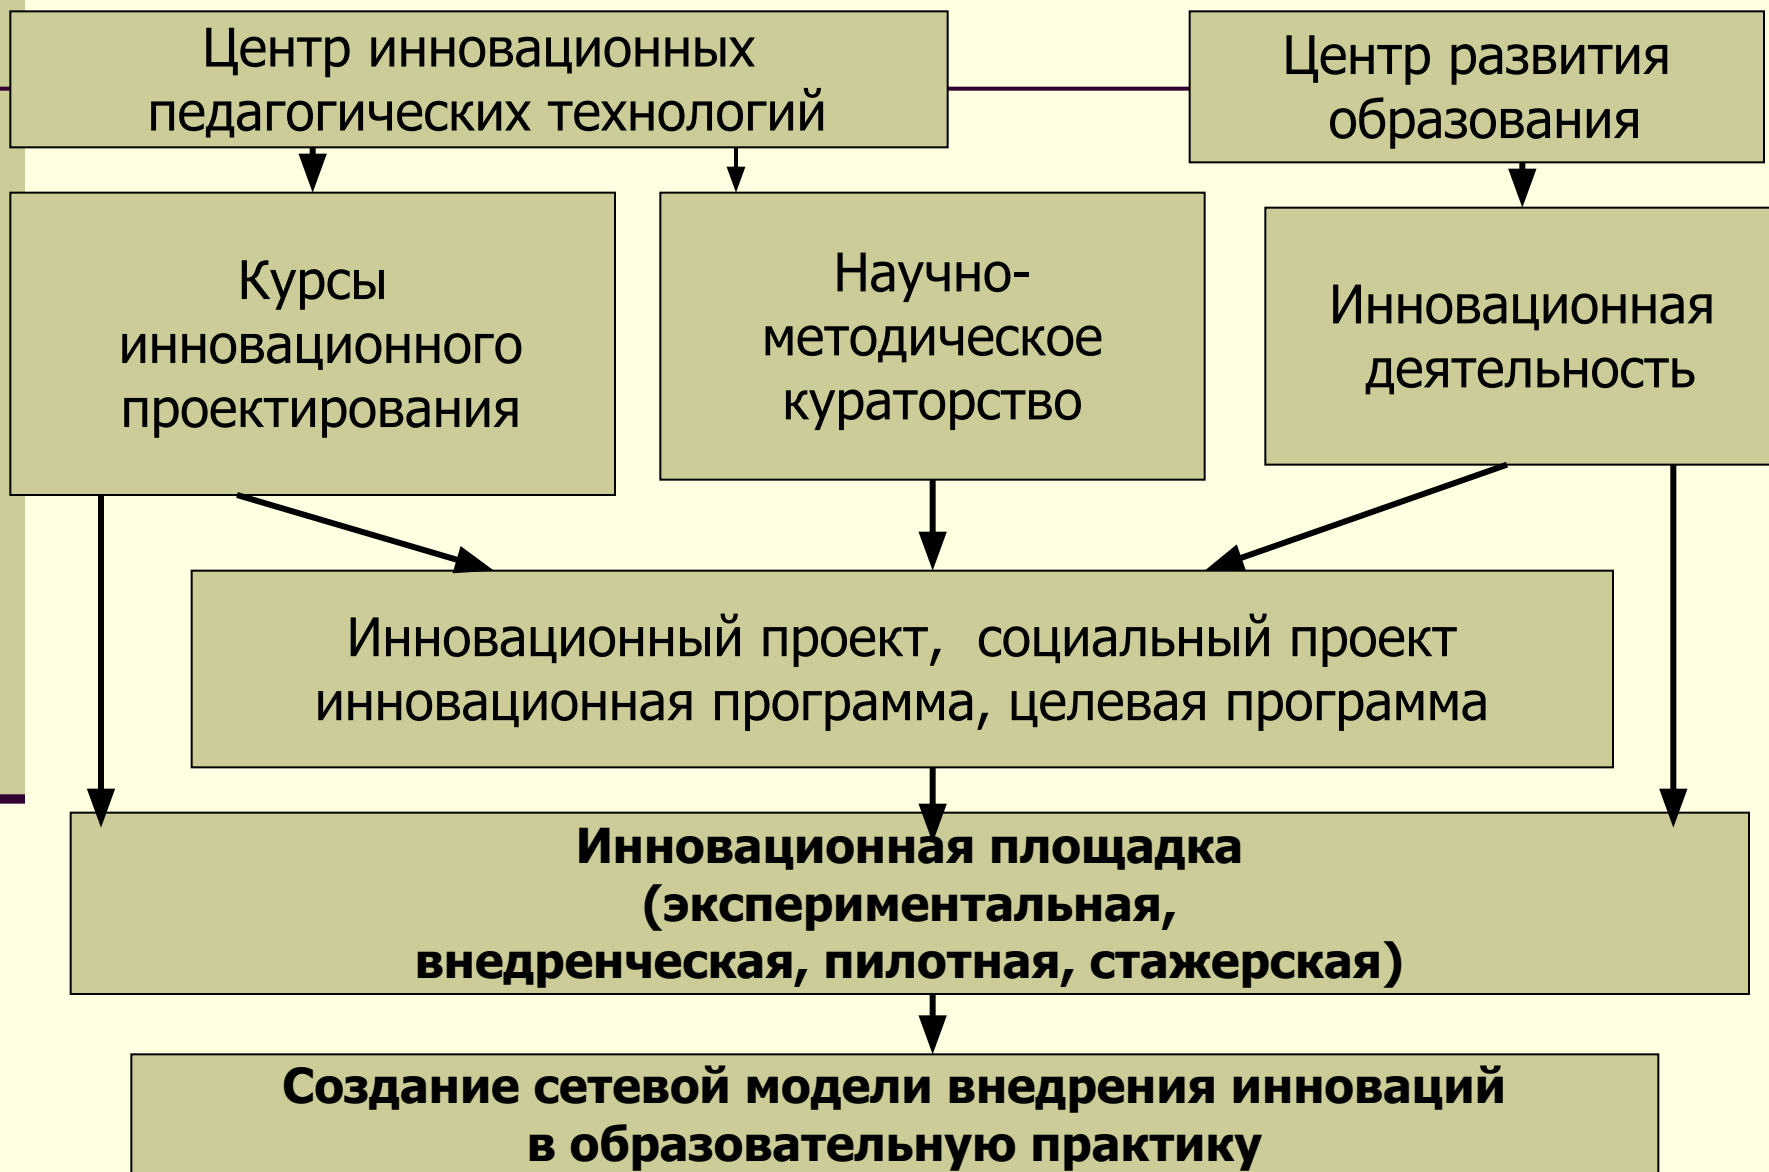 Центр инновационных
педагогических технологий
Центр развития
образования
Курсы
инновационного
проектирования
Научно-
методическое
кураторство
Инновационная
деятельность
Инновационный проект,  социальный проект
инновационная программа, целевая программа
Инновационная площадка
(экспериментальная,
внедренческая, пилотная, стажерская)
Создание сетевой модели внедрения инноваций
в образовательную практику